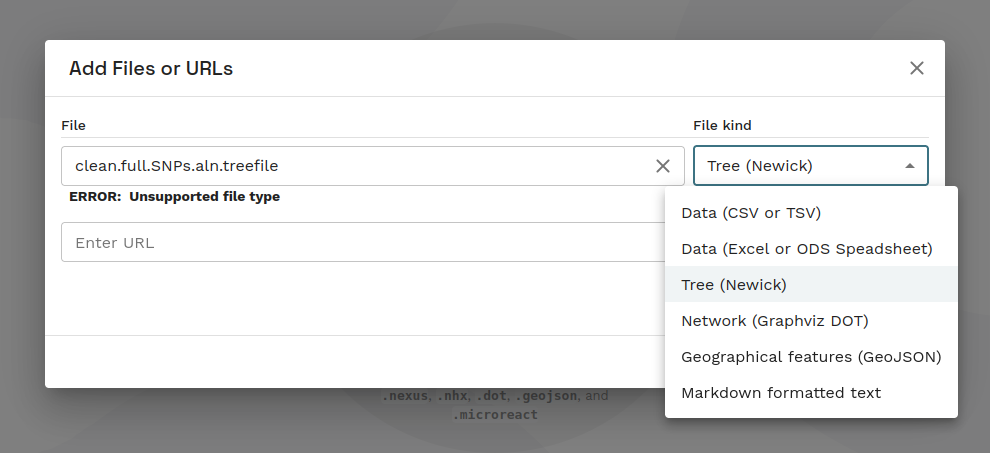 Add Files or URLs
File
File kind
clean.full.SNPs.aln.treefile
Tree (Newick)
ERROR: Unsupported file type
Enter URL
Data (CSV or TSV)
Data (Excel or ODS Speadsheet)
Tree (Newick)
Network (Graphviz DOT)
Geographical features (GeoJSON)
Markdown formatted text
.nexus, .nhx, .dot, .geojson, and
.microreact